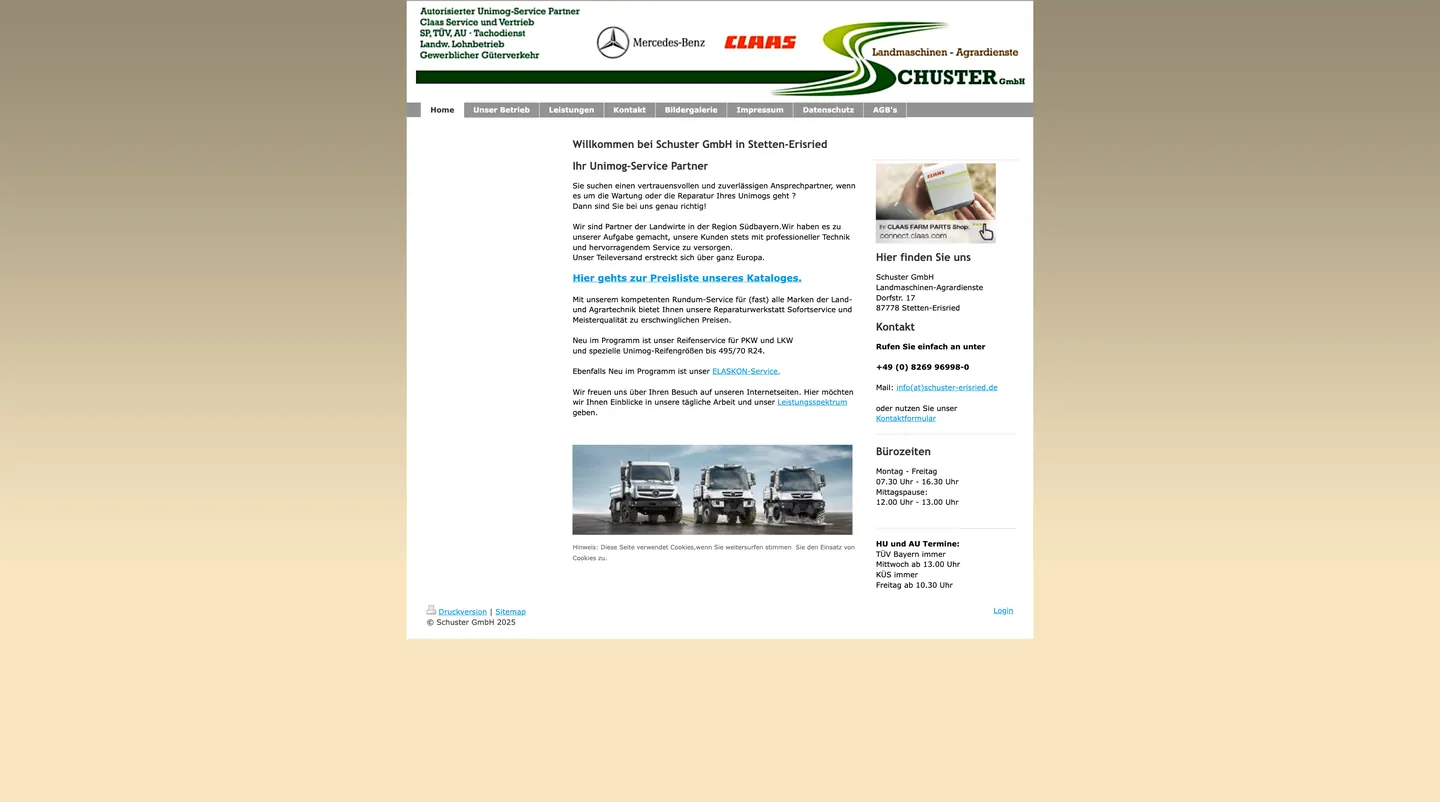 Autorisierter Unimog-Service Partner
Claas Service und Vertrieb
SP, TÜV, AU - Tachodienst
Landw. Lohnbetrieb
Gewerblicher Güterverkehr
Mercedes-Benz
CLAAS
Landmaschinen - Agrardienste
SCHUSTER GmbH
Home
Unser Betrieb
Leistungen
Kontakt
Bildergalerie
Impressum
Datenschutz
AGB's
Willkommen bei Schuster GmbH in Stetten-Erisried
Ihr Unimog-Service Partner
Sie suchen einen vertrauensvollen und zuverlässigen Ansprechpartner, wenn
es um die Wartung oder die Reparatur Ihres Unimogs geht ?
Dann sind Sie bei uns genau richtig!
Wir sind Partner der Landwirte in der Region Südbayern.Wir haben es zu
unserer Aufgabe gemacht, unsere Kunden stets mit professioneller Technik
und hervorragendem Service zu versorgen.
Unser Teileversand erstreckt sich über ganz Europa.
Hier gehts zur Preisliste unseres Kataloges.
Mit unserem kompetenten Rundum-Service für (fast) alle Marken der Land-
und Agrartechnik bietet Ihnen unsere Reparaturwerkstatt Sofortservice und
Meisterqualität zu erschwinglichen Preisen.
Neu im Programm ist unser Reifenservice für PKW und LKW
und spezielle Unimog-Reifengrößen bis 495/70 R24.
Ebenfalls Neu im Programm ist unser ELASKON-Service.
Wir freuen uns über Ihren Besuch auf unseren Internetseiten. Hier möchten
wir Ihnen Einblicke in unsere tägliche Arbeit und unser Leistungsspektrum
geben.
Hinweis: Diese Seite verwendet Cookies,wenn Sie weitersurfen stimmen Sie den Einsatz von
Cookies zu.
CLAAS
Ihr CLAAS FARM PARTS Shop:
connect.claas.com
Hier finden Sie uns
Schuster GmbH
Landmaschinen-Agrardienste
Dorfstr. 17
87778 Stetten-Erisried
Kontakt
Rufen Sie einfach an unter
+49 (0) 8269 96998-0
Mail: info(at)schuster-erisried.de
oder nutzen Sie unser
Kontaktformular
Bürozeiten
Montag - Freitag
07.30 Uhr - 16.30 Uhr
Mittagspause:
12.00 Uhr - 13.00 Uhr
HU und AU Termine:
TÜV Bayern immer
Mittwoch ab 13.00 Uhr
KÜS immer
Freitag ab 10.30 Uhr
Druckversion | Sitemap
© Schuster GmbH 2025
Login